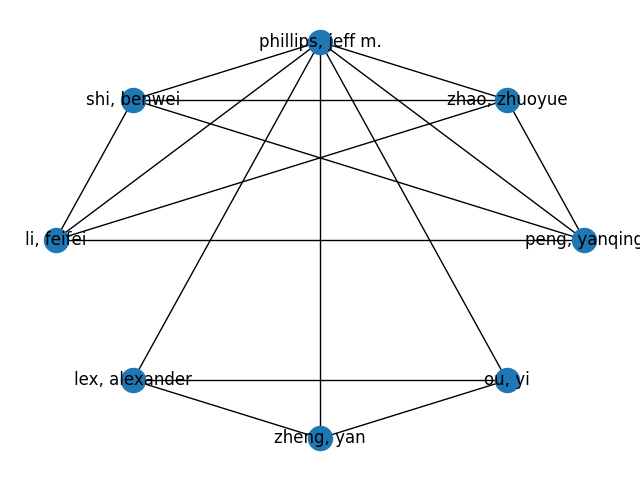 phillips, jeff m.
shi, benwei
zhao, zhuoyue
li, feifei
peng, yanqing
lex, alexander
ou, yi
zheng, yan